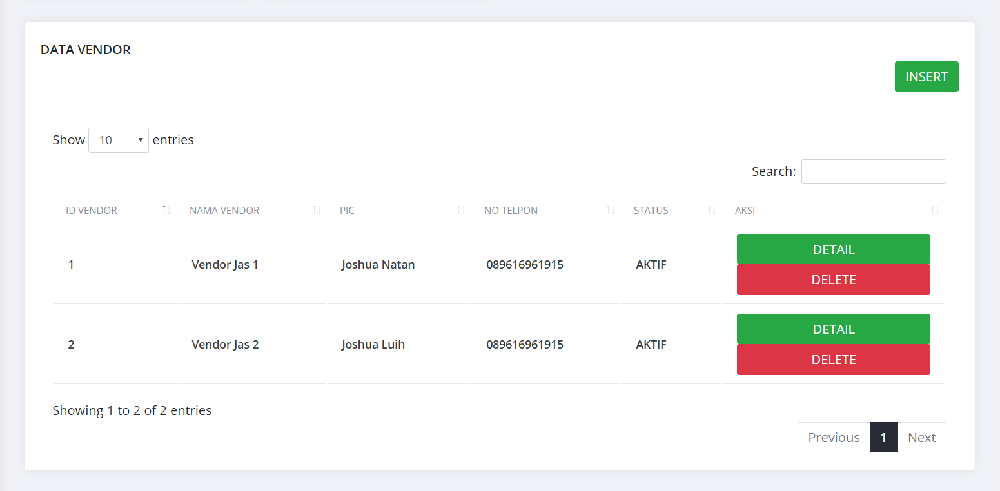 DATA VENDOR
INSERT
Show 10 entries
Search:
ID VENDOR NAMA VENDOR PIC NO TELPON STATUS AKSI
1 Vendor Jas 1 Joshua Natan 089616961915 AKTIF DETAIL
DELETE
2 Vendor Jas 2 Joshua Luih 089616961915 AKTIF DETAIL
DELETE
Showing 1 to 2 of 2 entries
Previous 1 Next